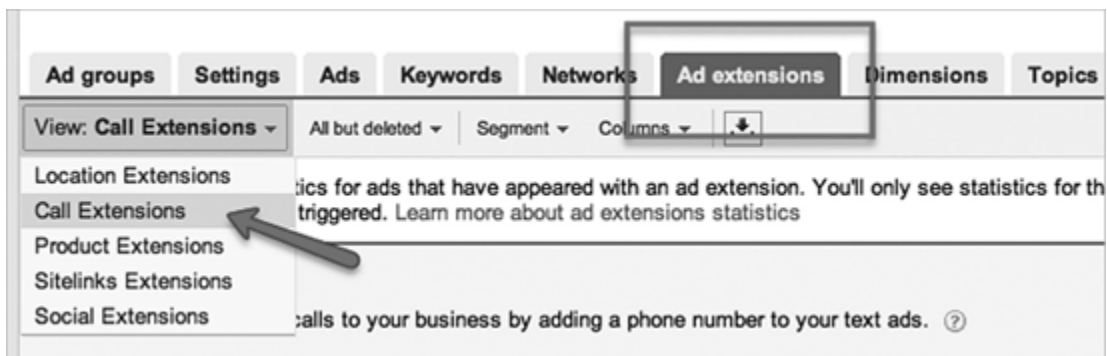 Ad groups Settings Ads Keywords Networks Ad extensions Dimensions Topics
View: Call Extensions All but deleted Segment Columns
Location Extensions
tics for ads that have appeared with an ad extension. You'll only see statistics for th
Call Extensions
triggered. Learn more about ad extensions statistics
Product Extensions
Sitelinks Extensions
Social Extensions
calls to your business by adding a phone number to your text ads. ?